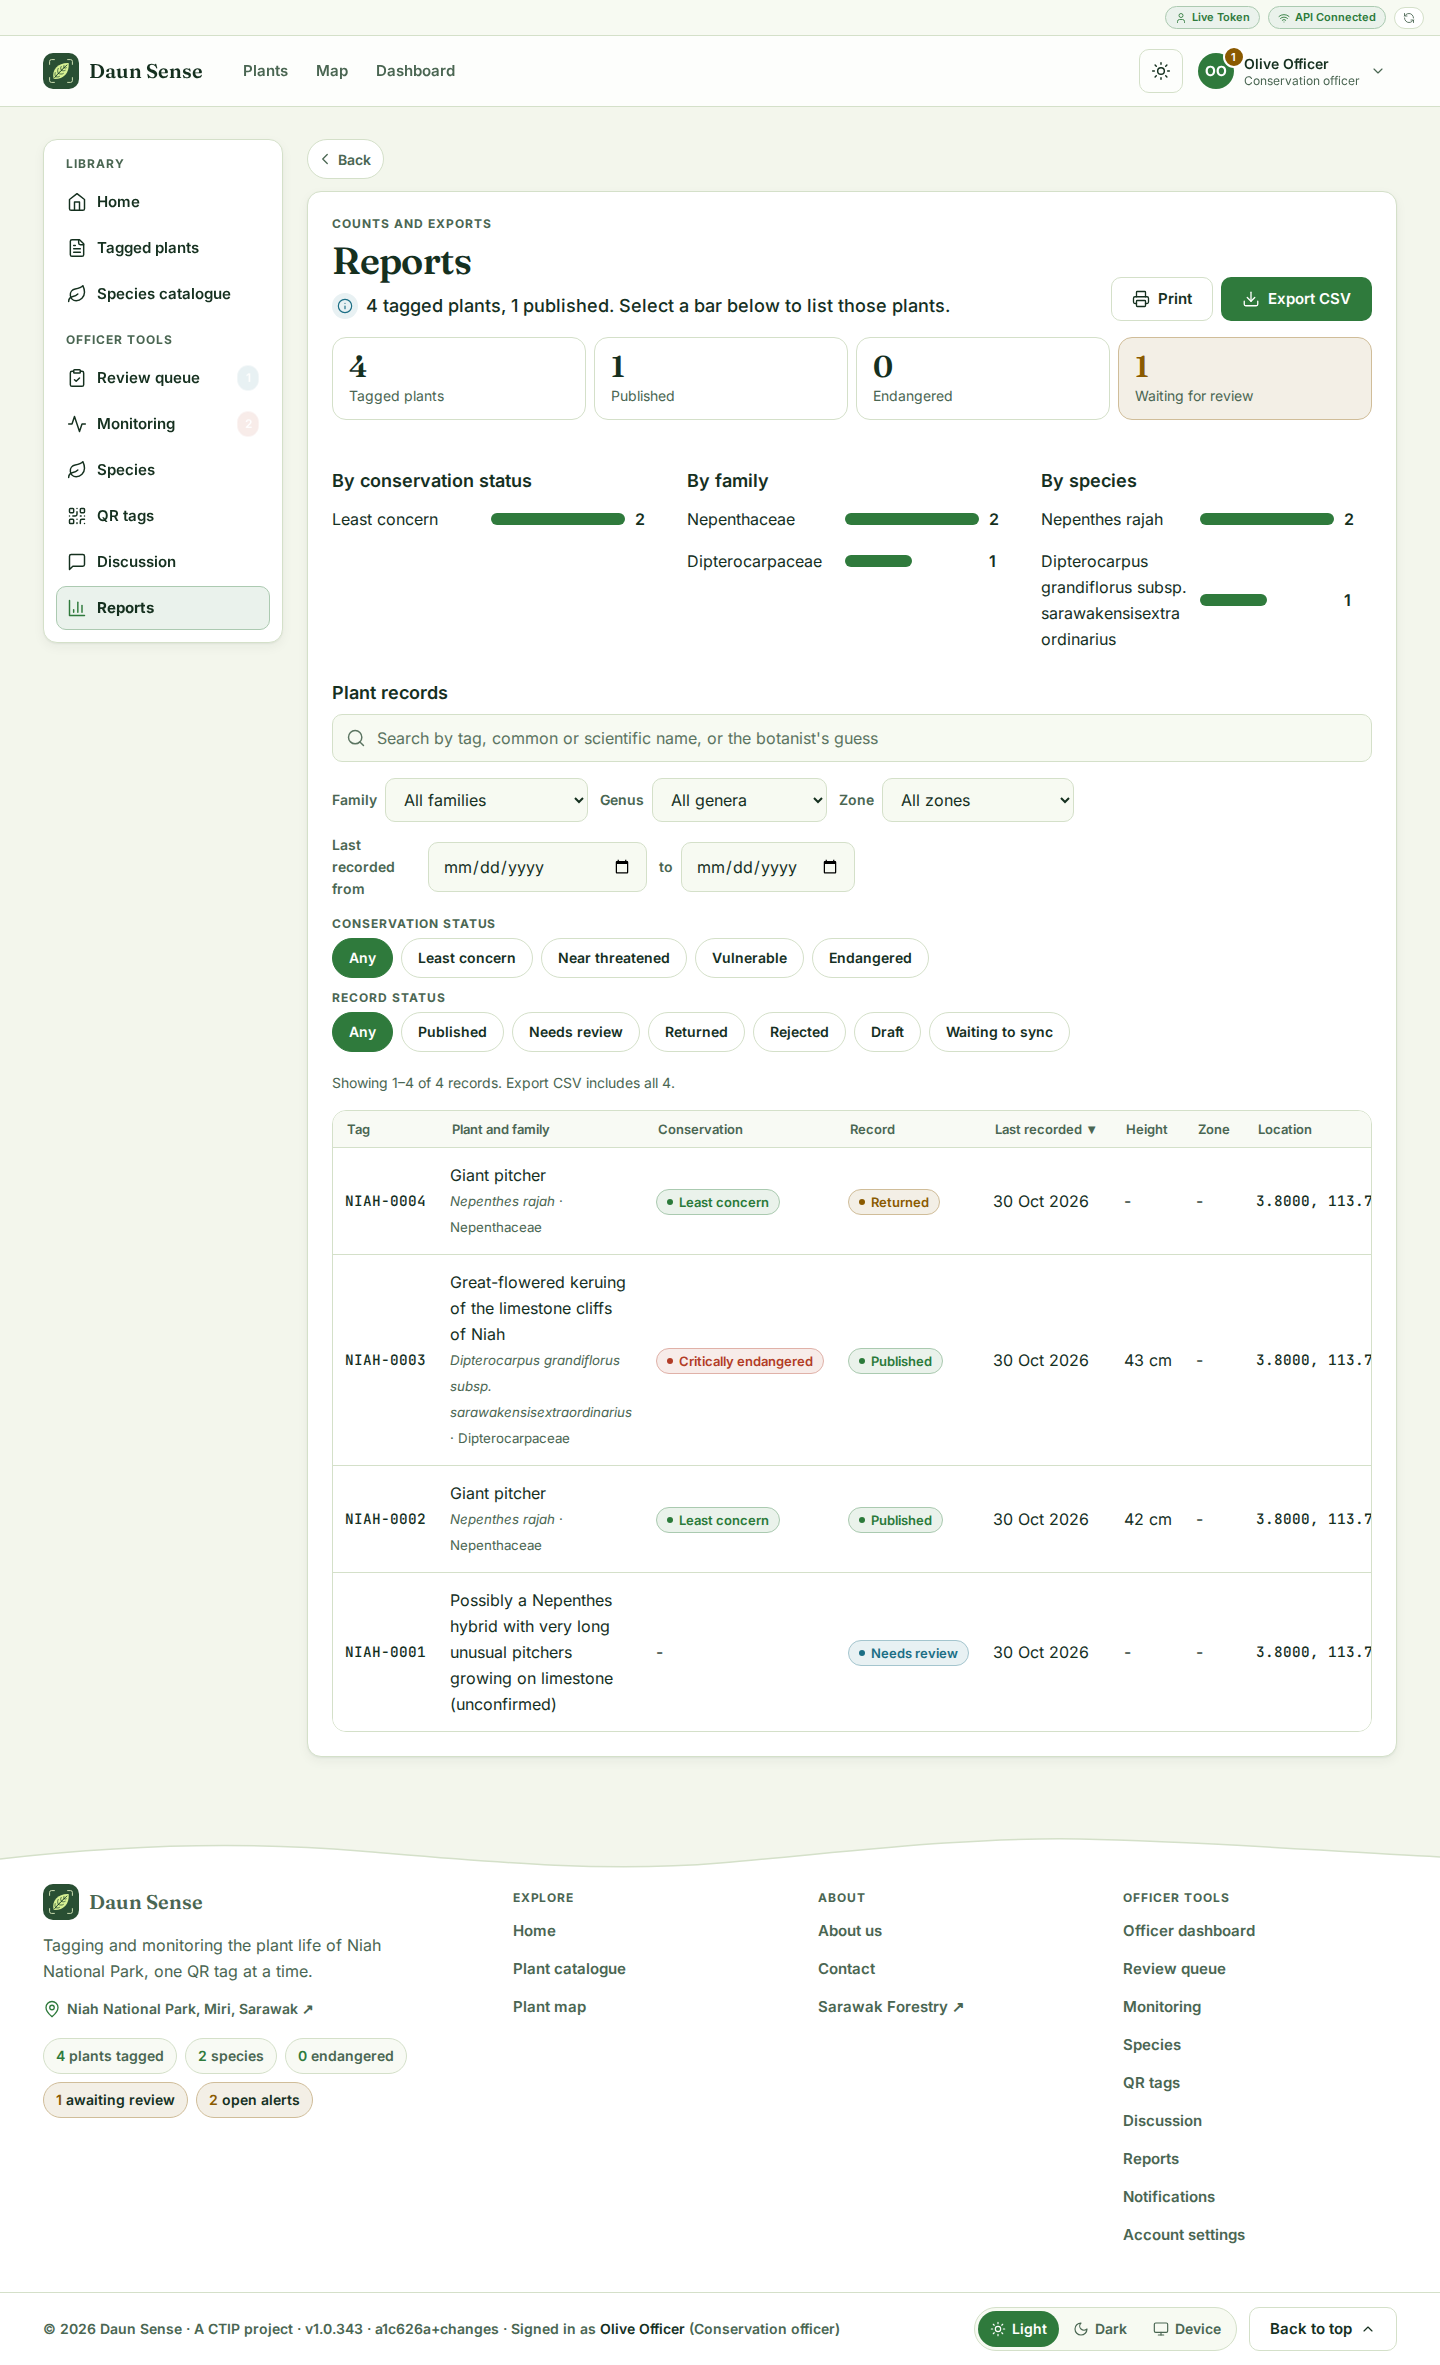 Live Token
API Connected
Daun Sense
Plants
Map
Dashboard
OO
1
Olive Officer
Conservation officer
LIBRARY
Home
Tagged plants
Species catalogue
OFFICER TOOLS
Review queue
1
Monitoring
2
Species
QR tags
Discussion
Reports
Back
COUNTS AND EXPORTS
Reports
4 tagged plants, 1 published. Select a bar below to list those plants.
Print
Export CSV
4
Tagged plants
1
Published
0
Endangered
1
Waiting for review
By conservation status
Least concern
2
By family
Nepenthaceae
2
Dipterocarpaceae
1
By species
Nepenthes rajah
2
Dipterocarpus
grandiflorus subsp.
sarawakensisextra
ordinarius
1
Plant records
Search by tag, common or scientific name, or the botanist's guess
Family
All families
Genus
All genera
Zone
All zones
Last
recorded
from
mm/dd/yyyy
to
mm/dd/yyyy
CONSERVATION STATUS
Any
Least concern
Near threatened
Vulnerable
Endangered
RECORD STATUS
Any
Published
Needs review
Returned
Rejected
Draft
Waiting to sync
Showing 1–4 of 4 records. Export CSV includes all 4.
Tag
Plant and family
Conservation
Record
Last recorded ▼
Height
Zone
Location
NIAH-0004
Giant pitcher
Nepenthes rajah ·
Nepenthaceae
Least concern
Returned
30 Oct 2026
-
-
3.8000, 113.7
NIAH-0003
Great-flowered keruing
of the limestone cliffs
of Niah
Dipterocarpus grandiflorus
subsp.
sarawakensisextraordinarius
· Dipterocarpaceae
Critically endangered
Published
30 Oct 2026
43 cm
-
3.8000, 113.7
NIAH-0002
Giant pitcher
Nepenthes rajah ·
Nepenthaceae
Least concern
Published
30 Oct 2026
42 cm
-
3.8000, 113.7
NIAH-0001
Possibly a Nepenthes
hybrid with very long
unusual pitchers
growing on limestone
(unconfirmed)
-
Needs review
30 Oct 2026
-
-
3.8000, 113.7
Daun Sense
Tagging and monitoring the plant life of Niah
National Park, one QR tag at a time.
Niah National Park, Miri, Sarawak ↗
4 plants tagged
2 species
0 endangered
1 awaiting review
2 open alerts
EXPLORE
Home
Plant catalogue
Plant map
ABOUT
About us
Contact
Sarawak Forestry ↗
OFFICER TOOLS
Officer dashboard
Review queue
Monitoring
Species
QR tags
Discussion
Reports
Notifications
Account settings
© 2026 Daun Sense · A CTIP project · v1.0.343 · a1c626a+changes · Signed in as Olive Officer (Conservation officer)
Light
Dark
Device
Back to top